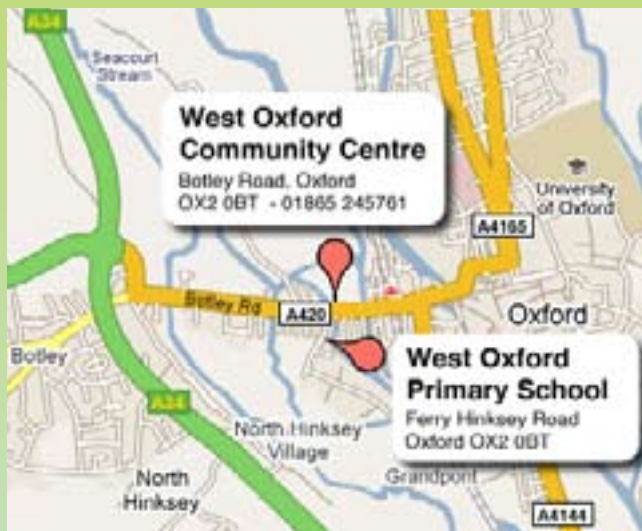 A34
Seacourt
Stream
West Oxford
Community Centre
Botley Road, Oxford
OX2 0BT - 01865 245761
University
of Oxford
A4165
Botley Rd
A420
Oxford
Botley
West Oxford
Primary School
Ferry Hinksey Road
Oxford OX2 0BT
A34
North Hinksey
Village
North
Hinksey
Grandpont
A4144